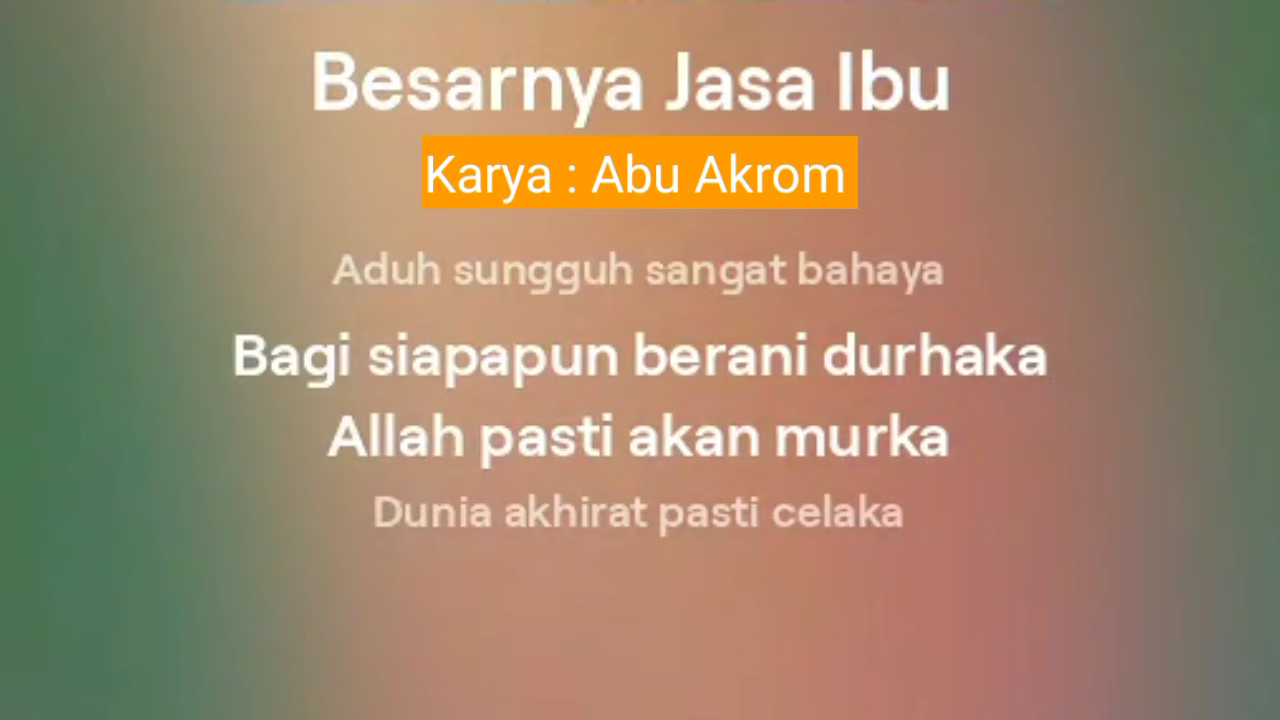 Besarnya Jasa Ibu
Karya : Abu Akrom
Aduh sungguh sangat bahaya
Bagi siapapun berani durhaka
Allah pasti akan murka
Dunia akhirat pasti celaka